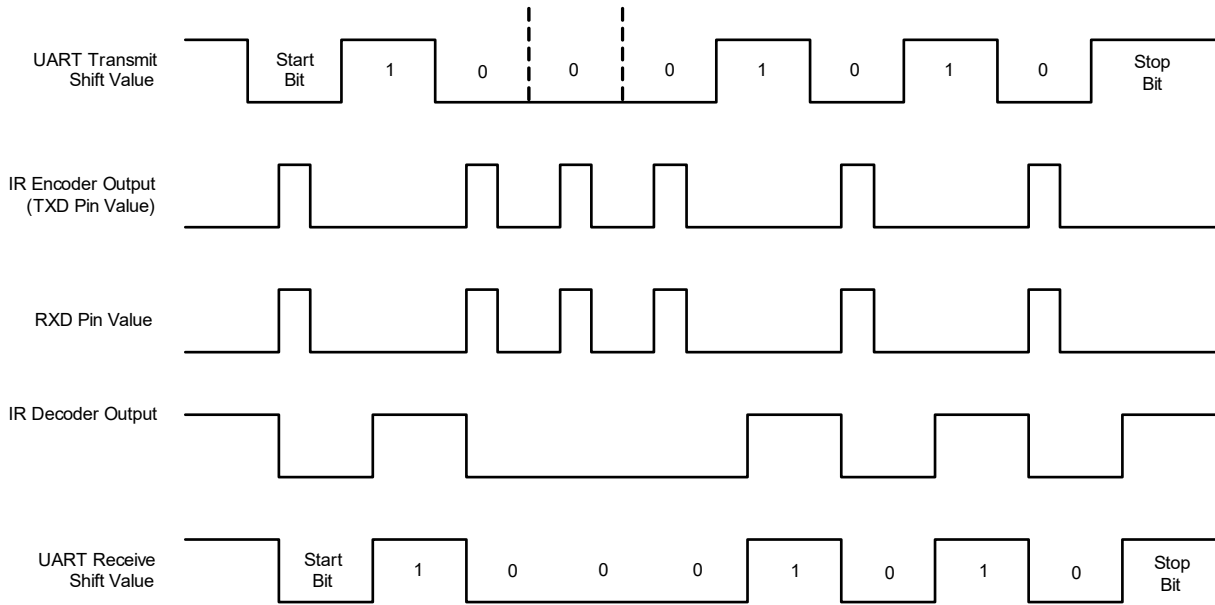 UART Transmit
Shift Value
Start
Bit
1
0
0
0
1
0
1
0
Stop
Bit
IR Encoder Output
(TXD Pin Value)
RXD Pin Value
IR Decoder Output
UART Receive
Shift Value
Start
Bit
1
0
0
0
1
0
1
0
Stop
Bit